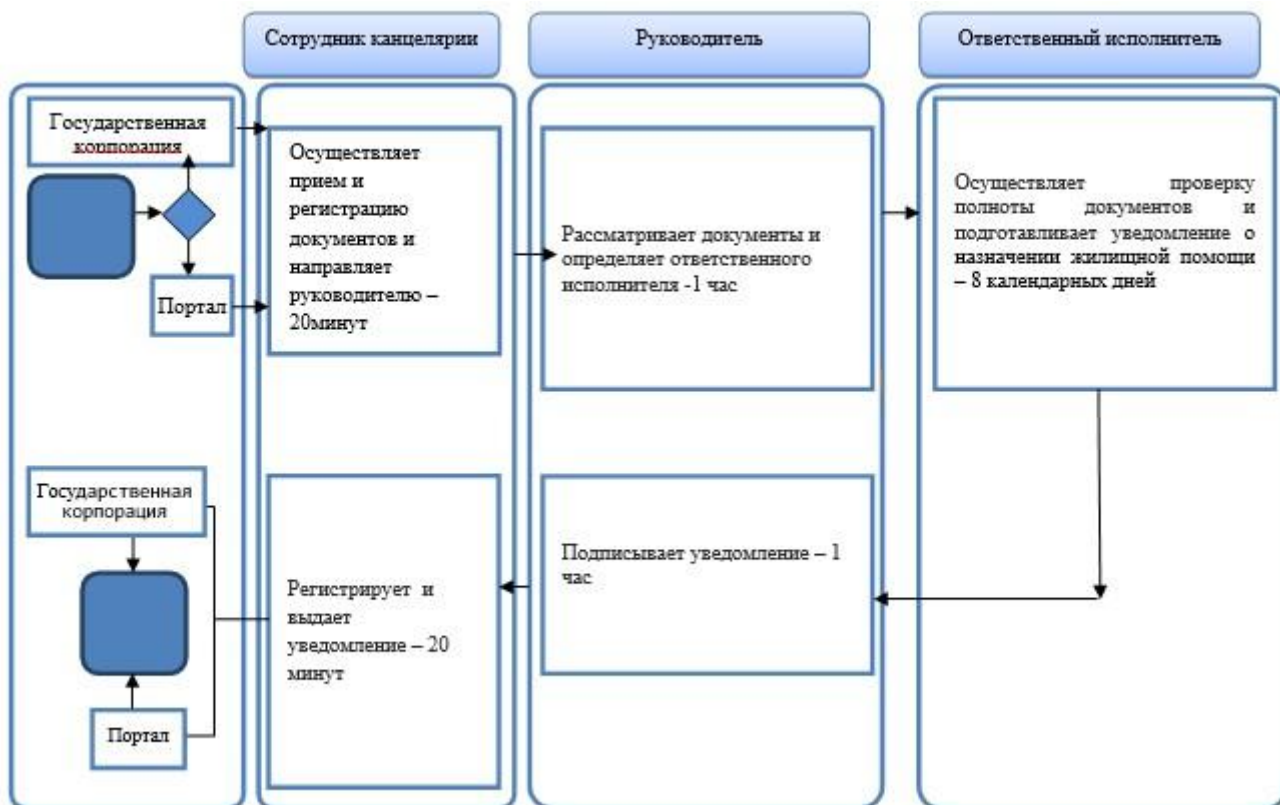 Сотрудник канцелярии
Руководитель
Ответственный исполнитель
Государственная
корпорация
Портал
Осуществляет
прием и
регистрацию
документов и
направляет
руководителю –
20минут
Рассматривает документы и
определяет ответственного
исполнителя -1 час
Осуществляет проверку
полноты документов и
подготавливает уведомление о
назначении жилищной помощи
– 8 календарных дней
Государственная
корпорация
Портал
Регистрирует и
выдает
уведомление – 20
минут
Подписывает уведомление – 1
час